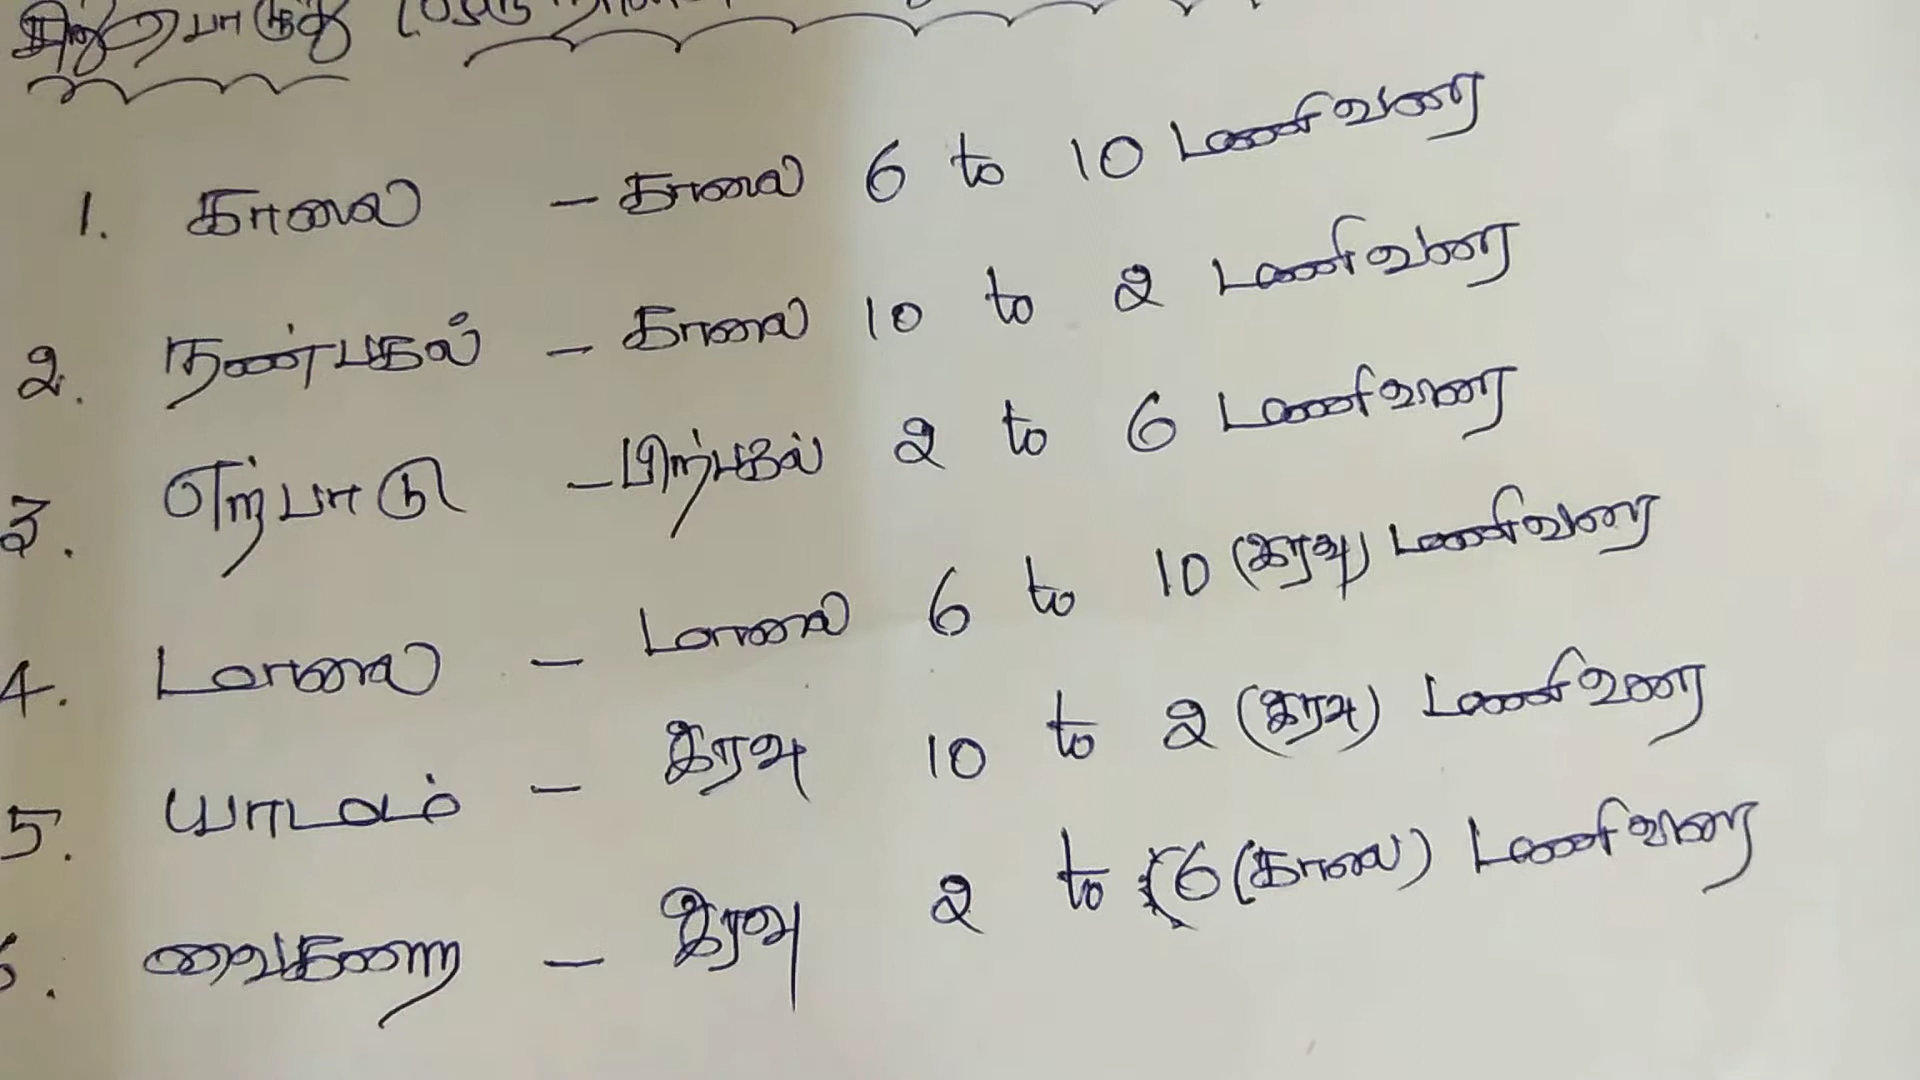 சிறுபொழுது (ஒரு நாள்
1. காலை - காலை 6 to 10 மணிவரை
2. நண்பகல் - காலை 10 to 2 மணிவரை
3. எற்பாடு - பிற்பகல் 2 to 6 மணிவரை
4. மாலை - மாலை 6 to 10 (இரவு) மணிவரை
5. யாமம் - இரவு 10 to 2 (இரவு) மணிவரை
6. வைகறை - இரவு 2 to (6 (காலை) மணிவரை